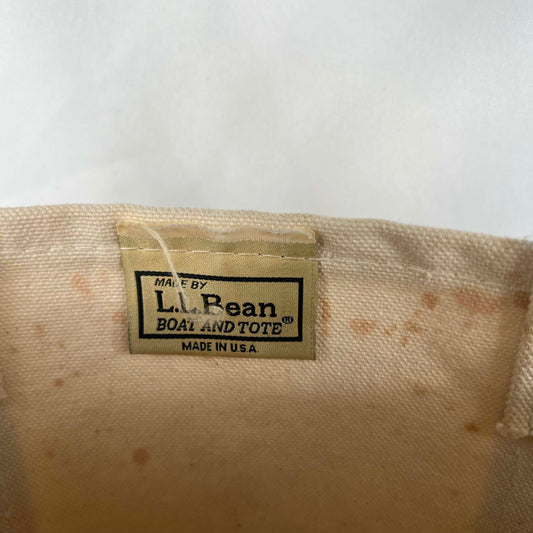 MADE BY
L.L.Bean
BOAT AND TOTE®
MADE IN U.S.A.